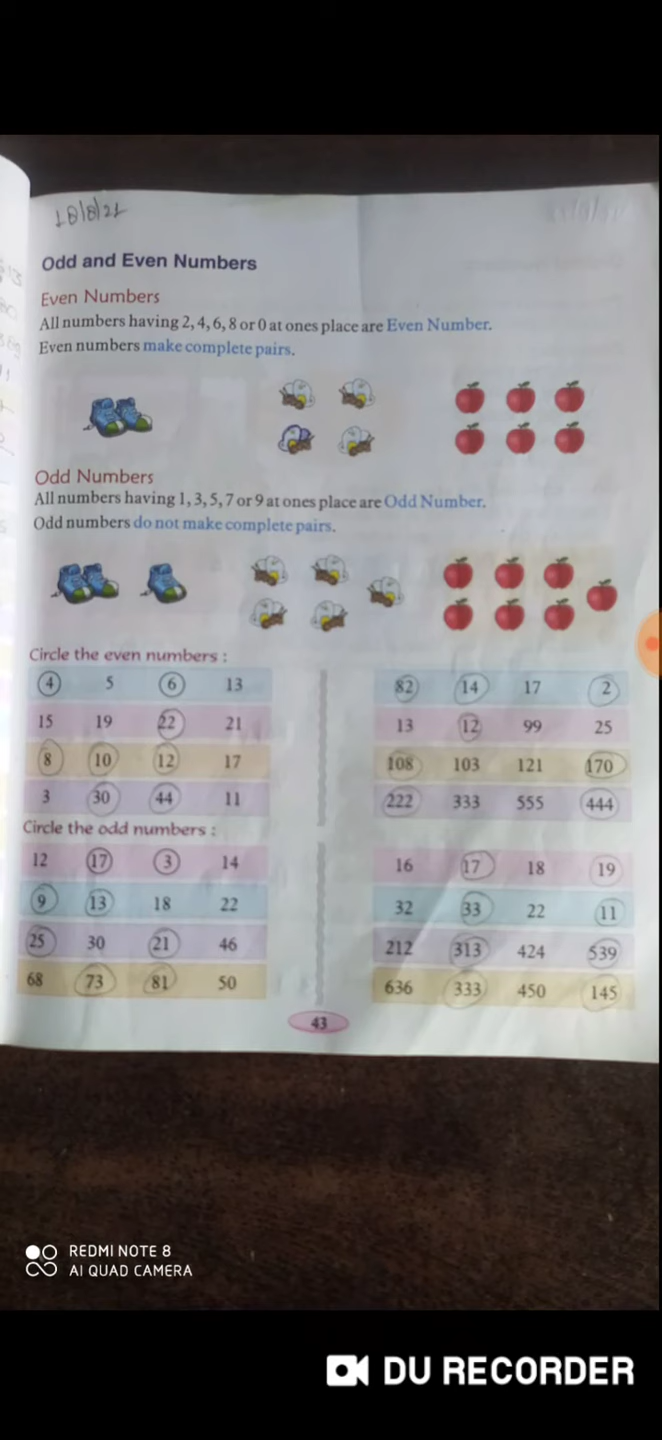 18/8/21
Odd and Even Numbers
Even Numbers
All numbers having 2, 4, 6, 8 or 0 at ones place are Even Number.
Even numbers make complete pairs.
Odd Numbers
All numbers having 1, 3, 5, 7 or 9 at ones place are Odd Number.
Odd numbers do not make complete pairs.
Circle the even numbers :
4 5 6 13
15 19 22 21
8 10 12 17
3 30 44 11
82 14 17 2
13 12 99 25
108 103 121 170
222 333 555 444
Circle the odd numbers :
12 17 3 14
9 13 18 22
25 30 21 46
68 73 81 50
16 17 18 19
32 33 22 11
212 313 424 539
636 333 450 145
43
REDMI NOTE 8
AI QUAD CAMERA
DU RECORDER